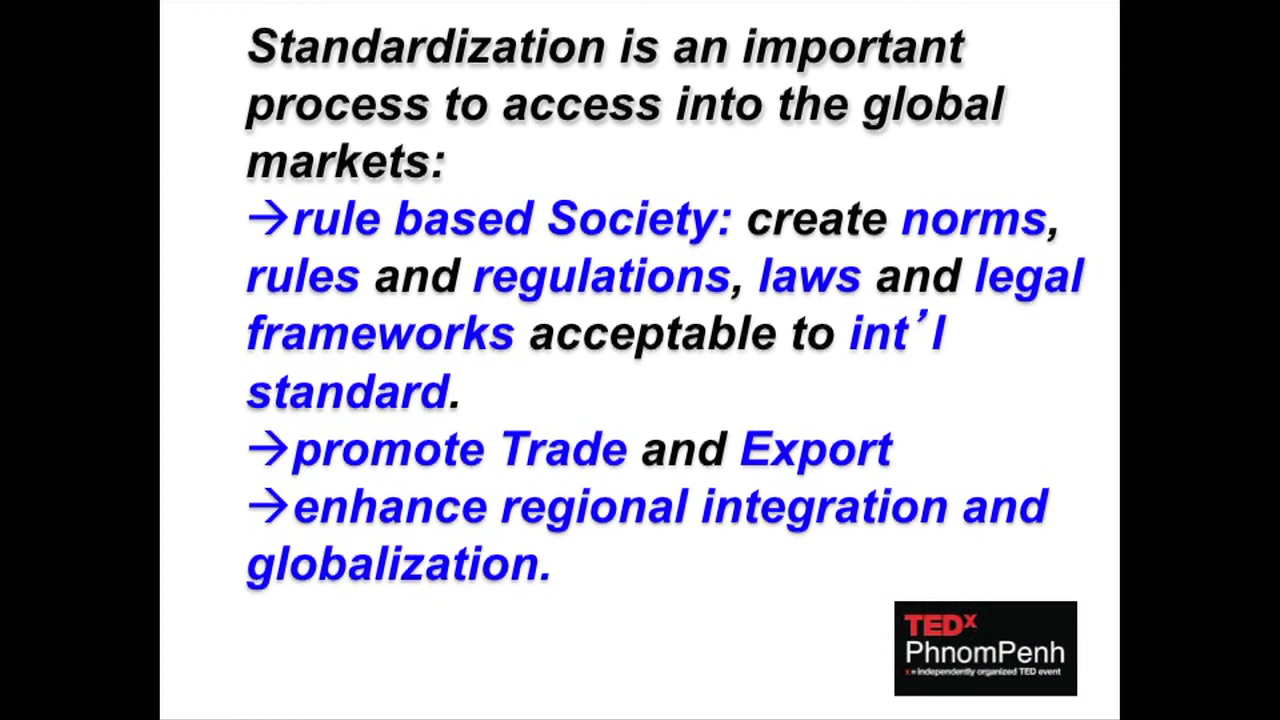 Standardization is an important
process to access into the global
markets:
→rule based Society: create norms,
rules and regulations, laws and legal
frameworks acceptable to int’l
standard.
→promote Trade and Export
→enhance regional integration and
globalization.
TEDx
PhnomPenh
x = independently organized TED event